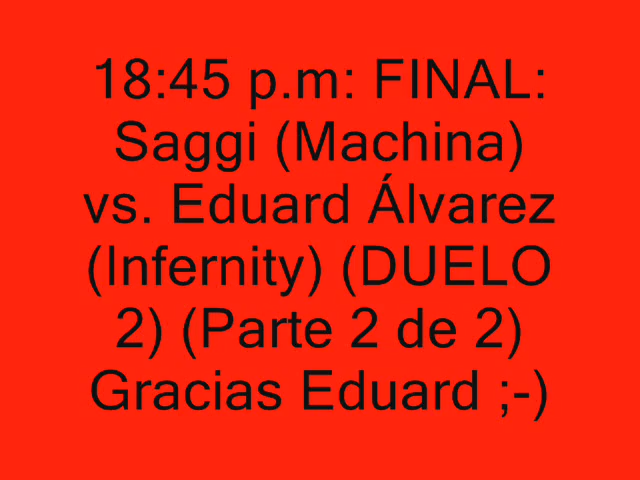 18:45 p.m: FINAL:
Saggi (Machina)
vs. Eduard Álvarez
(Infernity) (DUELO
2) (Parte 2 de 2)
Gracias Eduard ;-)